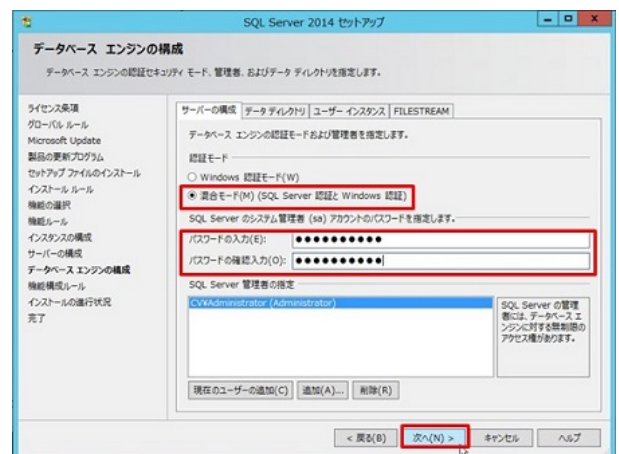 SQL Server 2014 セットアップ
データベース エンジンの構成
データベース エンジンの認証セキュリティ モード、管理者、およびデータ ディレクトリを指定します。
ライセンス条項
グローバル ルール
Microsoft Update
製品の更新プログラム
セットアップ ファイルのインストール
インストール ルール
機能の選択
機能ルール
インスタンスの構成
サーバーの構成
データベース エンジンの構成
機能構成ルール
インストールの進行状況
完了
サーバーの構成 データ ディレクトリ ユーザー インスタンス FILESTREAM
データベース エンジンの認証モードおよび管理者を指定します。
認証モード
Windows 認証モード(W)
混合モード(M) (SQL Server 認証と Windows 認証)
SQL Server のシステム管理者 (sa) アカウントのパスワードを指定します。
パスワードの入力(E): ●●●●●●●●●●
パスワードの確認入力(O): ●●●●●●●●●●
SQL Server 管理者の指定
CV¥Administrator (Administrator)
SQL Server の管理
者には、データベース エ
ンジンに対する無制限の
アクセス権があります。
現在のユーザーの追加(C) 追加(A)... 削除(R)
< 戻る(B) 次へ(N) > キャンセル ヘルプ